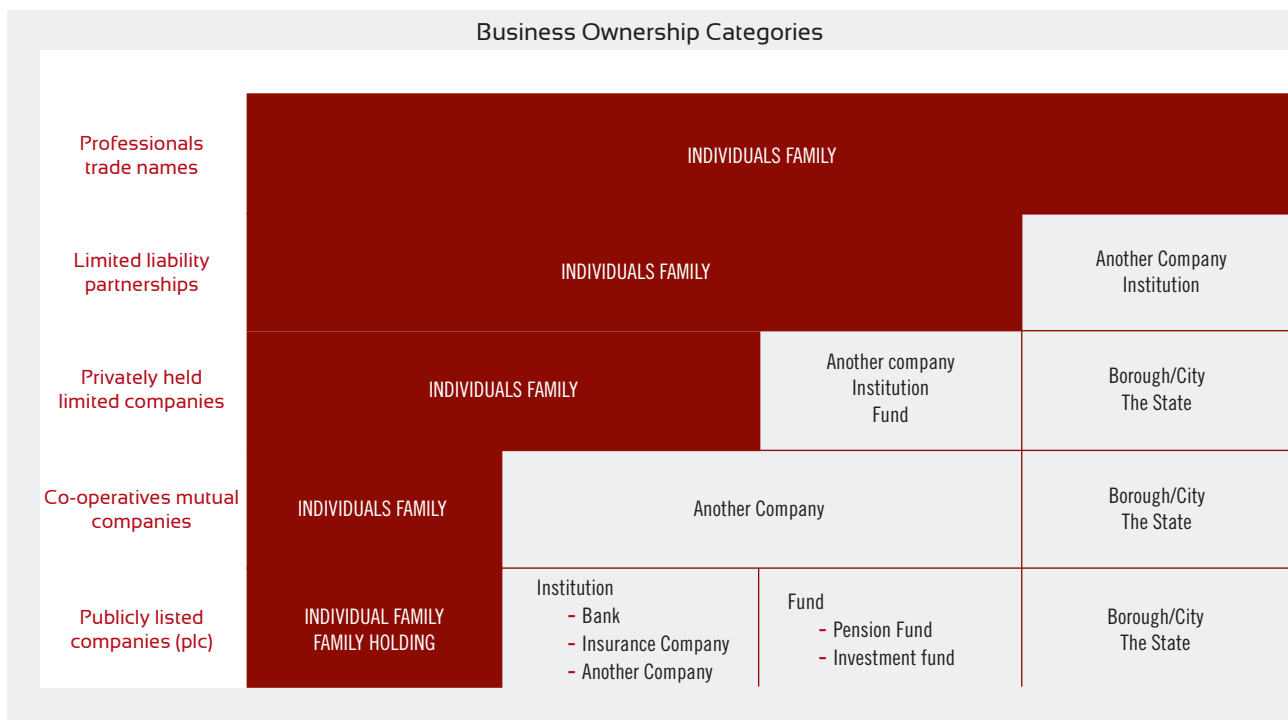 Business Ownership Categories
Professionals
trade names
INDIVIDUALS FAMILY
Limited liability
partnerships
INDIVIDUALS FAMILY
Another Company
Institution
Privately held
limited companies
INDIVIDUALS FAMILY
Another company
Institution
Fund
Borough/City
The State
Co-operatives mutual
companies
INDIVIDUALS FAMILY
Another Company
Borough/City
The State
Publicly listed
companies (plc)
INDIVIDUAL FAMILY
FAMILY HOLDING
Institution
- Bank
- Insurance Company
- Another Company
Fund
- Pension Fund
- Investment fund
Borough/City
The State